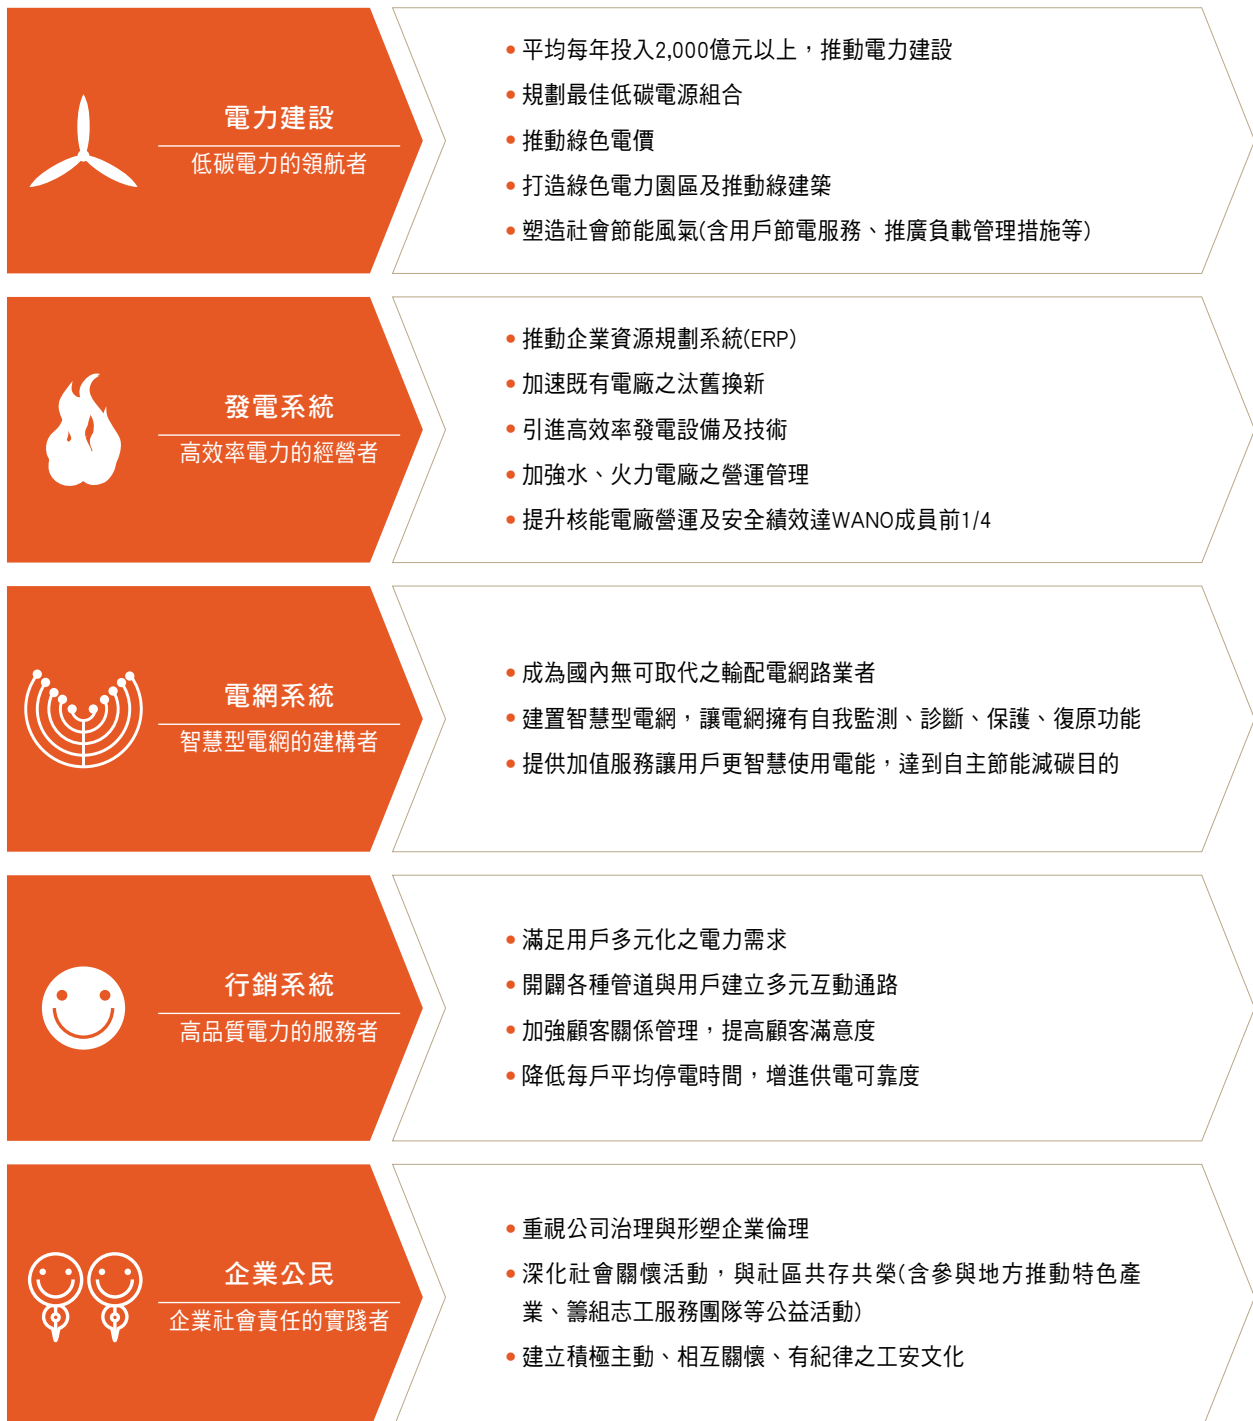 電力建設
低碳電力的領航者
• 平均每年投入2,000億元以上，推動電力建設
• 規劃最佳低碳電源組合
• 推動綠色電價
• 打造綠色電力園區及推動綠建築
• 塑造社會節能風氣(含用戶節電服務、推廣負載管理措施等)
發電系統
高效率電力的經營者
• 推動企業資源規劃系統(ERP)
• 加速既有電廠之汰舊換新
• 引進高效率發電設備及技術
• 加強水、火力電廠之營運管理
• 提升核能電廠營運及安全績效達WANO成員前1/4
電網系統
智慧型電網的建構者
• 成為國內無可取代之輸配電網路業者
• 建置智慧型電網，讓電網擁有自我監測、診斷、保護、復原功能
• 提供加值服務讓用戶更智慧使用電能，達到自主節能減碳目的
行銷系統
高品質電力的服務者
• 滿足用戶多元化之電力需求
• 開闢各種管道與用戶建立多元互動通路
• 加強顧客關係管理，提高顧客滿意度
• 降低每戶平均停電時間，增進供電可靠度
企業公民
企業社會責任的實踐者
• 重視公司治理與形塑企業倫理
• 深化社會關懷活動，與社區共存共榮(含參與地方推動特色產
業、籌組志工服務團隊等公益活動)
• 建立積極主動、相互關懷、有紀律之工安文化